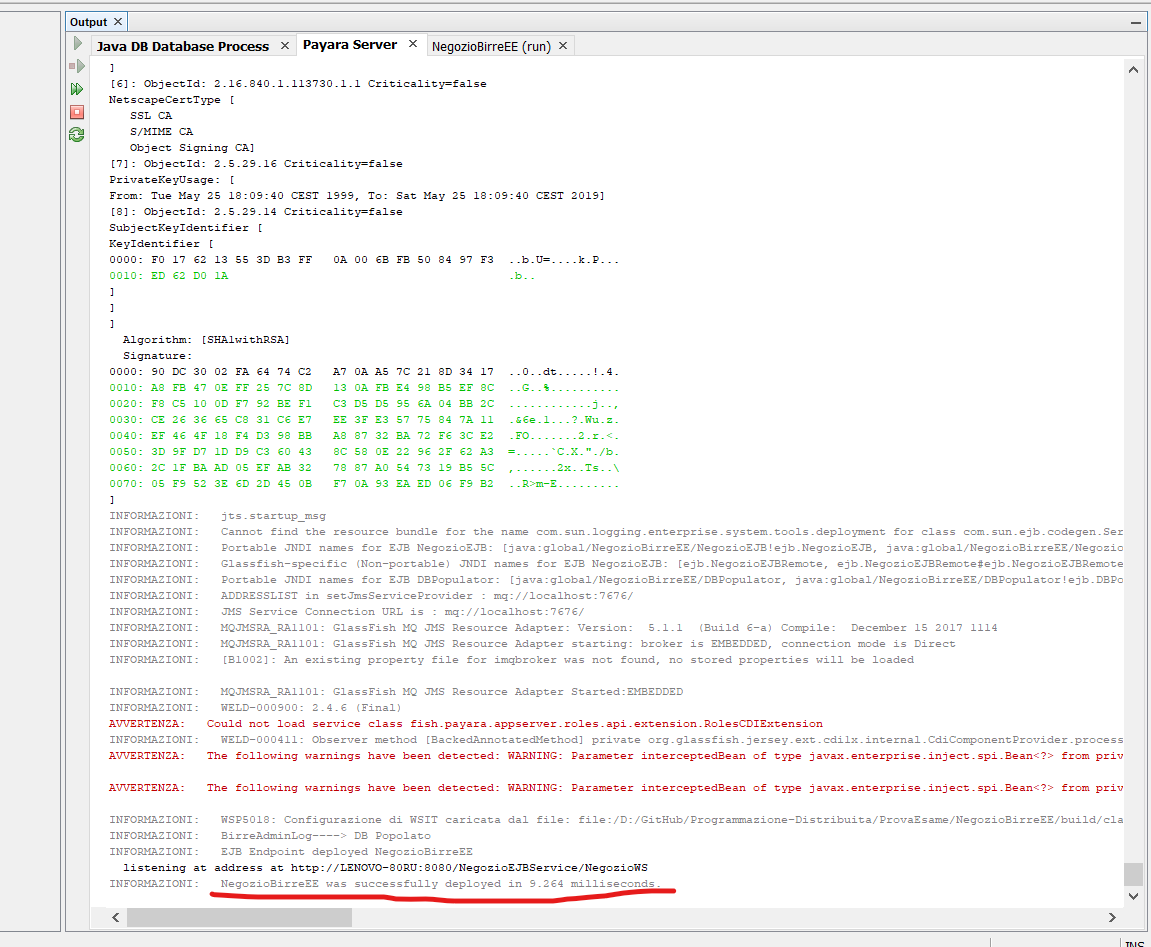 Output
Java DB Database Process
Payara Server
NegozioBirreEE (run)
]
[6]: ObjectId: 2.16.840.1.113730.1.1 Criticality=false
NetscapeCertType [
SSL CA
S/MIME CA
Object Signing CA]
[7]: ObjectId: 2.5.29.16 Criticality=false
PrivateKeyUsage: [
From: Tue May 25 18:09:40 CEST 1999, To: Sat May 25 18:09:40 CEST 2019]
[8]: ObjectId: 2.5.29.14 Criticality=false
SubjectKeyIdentifier [
KeyIdentifier [
0000: F0 17 62 13 55 3D B3 FF   0A 00 6B FB 50 84 97 F3  ..b.U=....k.P...
0010: ED 62 D0 1A                                        .b..
]
]
]
Algorithm: [SHA1withRSA]
Signature:
0000: 90 DC 30 02 FA 64 74 C2   A7 0A A5 7C 21 8D 34 17  ..0..dt.....!.4.
0010: A8 FB 47 0E FF 25 7C 8D   13 0A FB E4 98 B5 EF 8C  ..G..%..........
0020: F8 C5 10 0D F7 92 BE F1   C3 D5 D5 95 6A 04 BB 2C  ............j..,
0030: CE 26 36 65 C8 31 C6 E7   EE 3F E3 57 75 84 7A 11  .&6e.1...?.Wu.z.
0040: EF 46 4F 18 F4 D3 98 BB   A8 87 32 BA 72 F6 3C E2  .FO.......2.r.<.
0050: 3D 9F D7 1D D9 C3 60 43   8C 58 0E 22 96 2F 62 A3  =.....`C.X."./b.
0060: 2C 1F BA AD 05 EF AB 32   78 87 A0 54 73 19 B5 5C  ,......2x..Ts..\
0070: 05 F9 52 3E 6D 2D 45 0B   F7 0A 93 EA ED 06 F9 B2  ..R>m-E.........
]
INFORMAZIONI:   jts.startup_msg
INFORMAZIONI:   Cannot find the resource bundle for the name com.sun.logging.enterprise.system.tools.deployment for class com.sun.ejb.codegen.Ser
INFORMAZIONI:   Portable JNDI names for EJB NegozioEJB: [java:global/NegozioBirreEE/NegozioEJB!ejb.NegozioEJB, java:global/NegozioBirreEE/Negozio
INFORMAZIONI:   Glassfish-specific (Non-portable) JNDI names for EJB NegozioEJB: [ejb.NegozioEJBRemote, ejb.NegozioEJBRemote#ejb.NegozioEJBRemote
INFORMAZIONI:   Portable JNDI names for EJB DBPopulator: [java:global/NegozioBirreEE/DBPopulator, java:global/NegozioBirreEE/DBPopulator!ejb.DBPo
INFORMAZIONI:   ADDRESSLIST in setJmsServiceProvider : mq://localhost:7676/
INFORMAZIONI:   JMS Service Connection URL is : mq://localhost:7676/
INFORMAZIONI:   MQJMSRA_RA1101: GlassFish MQ JMS Resource Adapter: Version:  5.1.1  (Build 6-a) Compile:  December 15 2017 1114
INFORMAZIONI:   MQJMSRA_RA1101: GlassFish MQ JMS Resource Adapter starting: broker is EMBEDDED, connection mode is Direct
INFORMAZIONI:   [B1002]: An existing property file for imqbroker was not found, no stored properties will be loaded
INFORMAZIONI:   MQJMSRA_RA1101: GlassFish MQ JMS Resource Adapter Started:EMBEDDED
INFORMAZIONI:   WELD-000900: 2.4.6 (Final)
AVVERTENZA:   Could not load service class fish.payara.appserver.roles.api.extension.RolesCDIExtension
INFORMAZIONI:   WELD-000411: Observer method [BackedAnnotatedMethod] private org.glassfish.jersey.ext.cdi1x.internal.CdiComponentProvider.process
AVVERTENZA:   The following warnings have been detected: WARNING: Parameter interceptedBean of type javax.enterprise.inject.spi.Bean<?> from priv
AVVERTENZA:   The following warnings have been detected: WARNING: Parameter interceptedBean of type javax.enterprise.inject.spi.Bean<?> from priv
INFORMAZIONI:   WSP5018: Configurazione di WSIT caricata dal file: file:/D:/GitHub/Programmazione-Distribuita/ProvaEsame/NegozioBirreEE/build/cla
INFORMAZIONI:   BirreAdminLog----> DB Popolato
INFORMAZIONI:   EJB Endpoint deployed NegozioBirreEE
listening at address at http://LENOVO-80RU:8080/NegozioEJBService/NegozioWS
INFORMAZIONI:   NegozioBirreEE was successfully deployed in 9.264 milliseconds.
INS